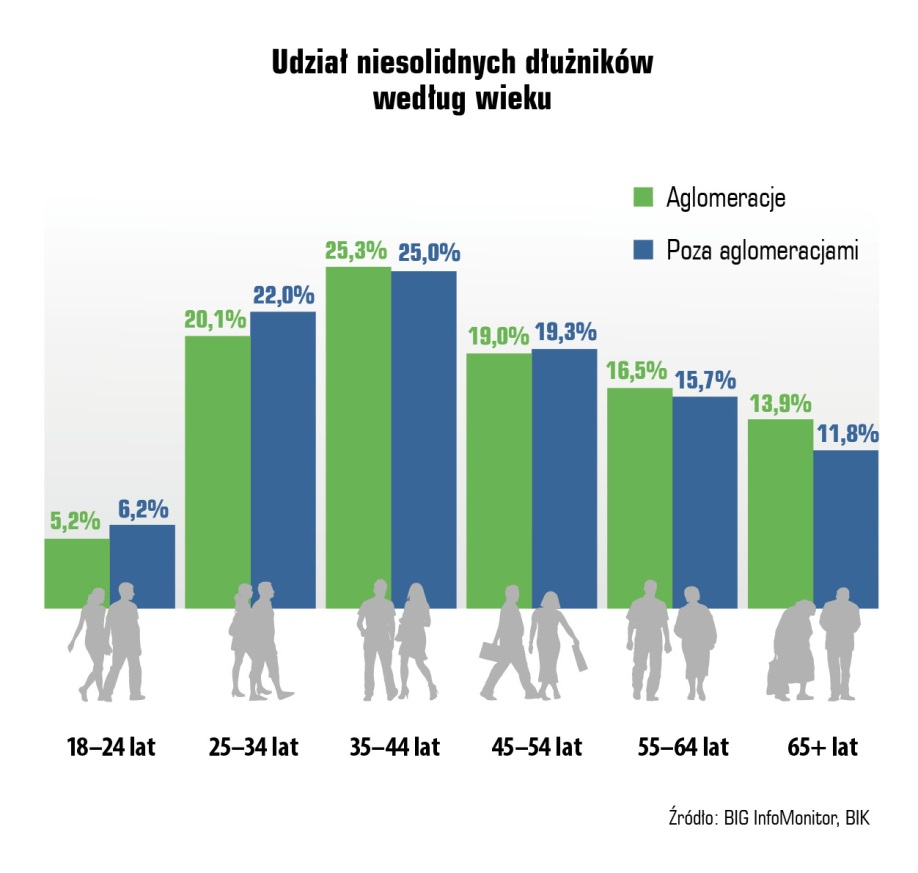 Udział niesolidnych dłużników
według wieku
Aglomeracje
Poza aglomeracjami
5,2%
6,2%
20,1%
22,0%
25,3%
25,0%
19,0%
19,3%
16,5%
15,7%
13,9%
11,8%
18–24 lat
25–34 lat
35–44 lat
45–54 lat
55–64 lat
65+ lat
Źródło: BIG InfoMonitor, BIK